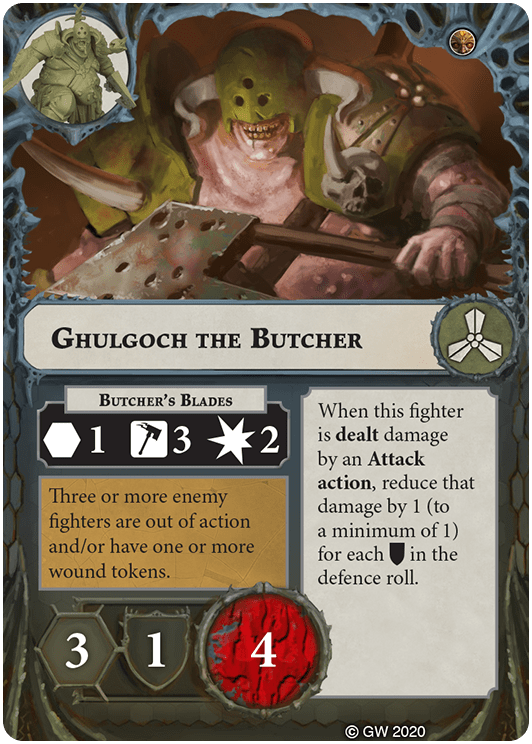 Ghulgoch the Butcher
Butcher's Blades
1 3 2
Three or more enemy
fighters are out of action
and/or have one or more
wound tokens.
When this fighter
is dealt damage
by an Attack
action, reduce that
damage by 1 (to
a minimum of 1)
for each in the
defence roll.
3 1 4
© GW 2020